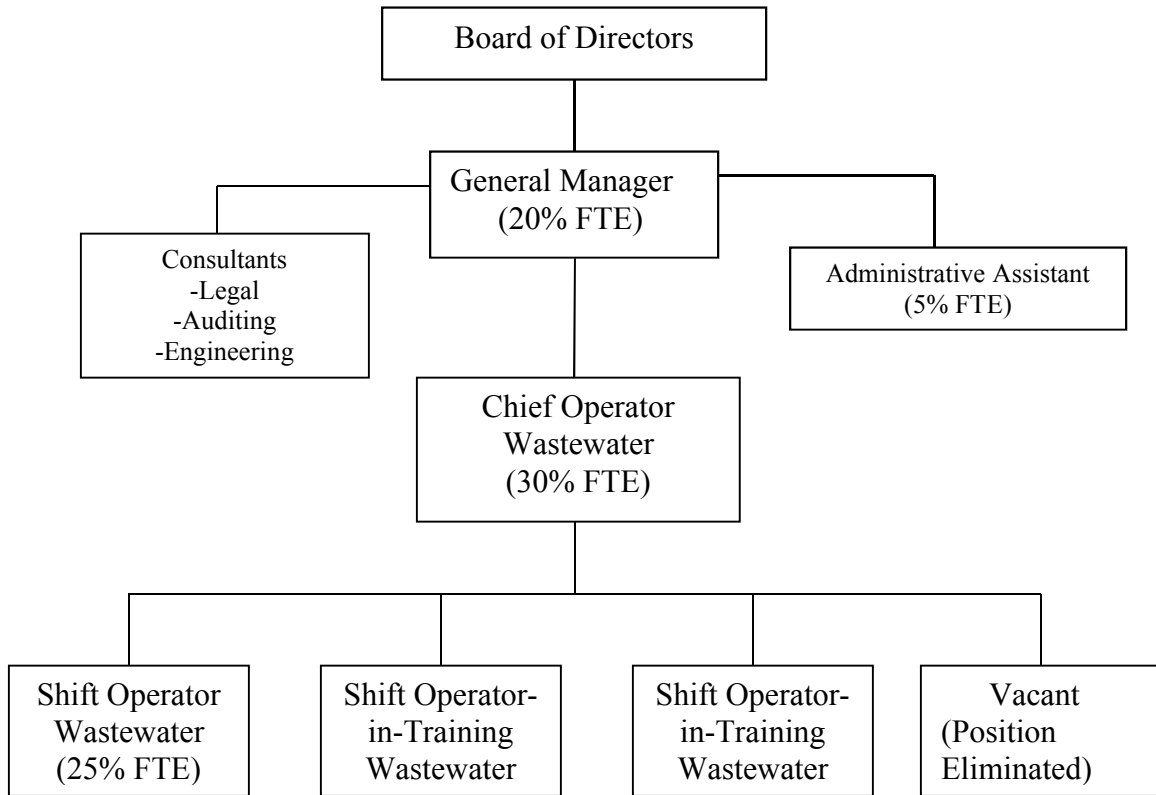 Board of Directors
General Manager
(20% FTE)
Consultants
-Legal
-Auditing
-Engineering
Administrative Assistant
(5% FTE)
Chief Operator
Wastewater
(30% FTE)
Shift Operator
Wastewater
(25% FTE)
Shift Operator-
in-Training
Wastewater
Shift Operator-
in-Training
Wastewater
Vacant
(Position
Eliminated)